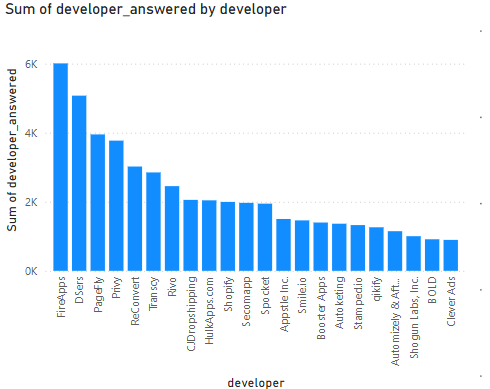 Sum of developer_answered by developer
Sum of developer_answered
6K
4K
2K
0K
FireApps
DSers
PageFly
Privy
ReConvert
Transcy
Rivo
CJDropshipping
HulkApps.com
Shopify
Secomapp
Spocket
Appstle Inc.
Smile.io
Booster Apps
Autoketing
Stamped.io
qikify
Automizely & Aft...
Shogun Labs, Inc.
BOLD
Clever Ads
developer